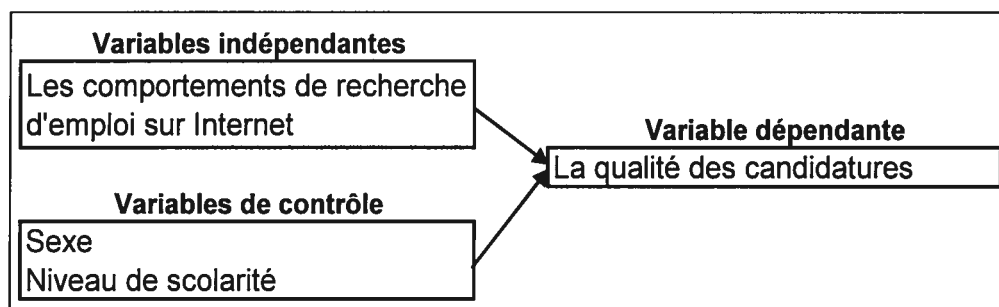 Variables indépendantes
Les comportements de recherche
d'emploi sur Internet
Variable dépendante
La qualité des candidatures
Variables de contrôle
Sexe
Niveau de scolarité